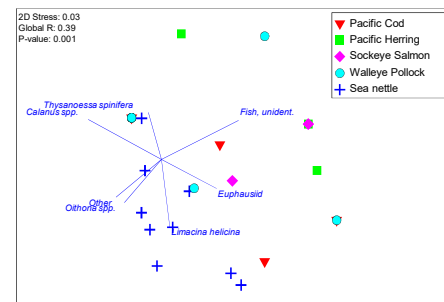 2D Stress: 0.03
Global R: 0.39
P-value: 0.001
Pacific Cod
Pacific Herring
Sockeye Salmon
Walleye Pollock
Sea nettle
Thysanoessa spinifera
Calanus spp.
Fish, unident.
Euphausiid
Other
Oithona spp.
Limacina helicina